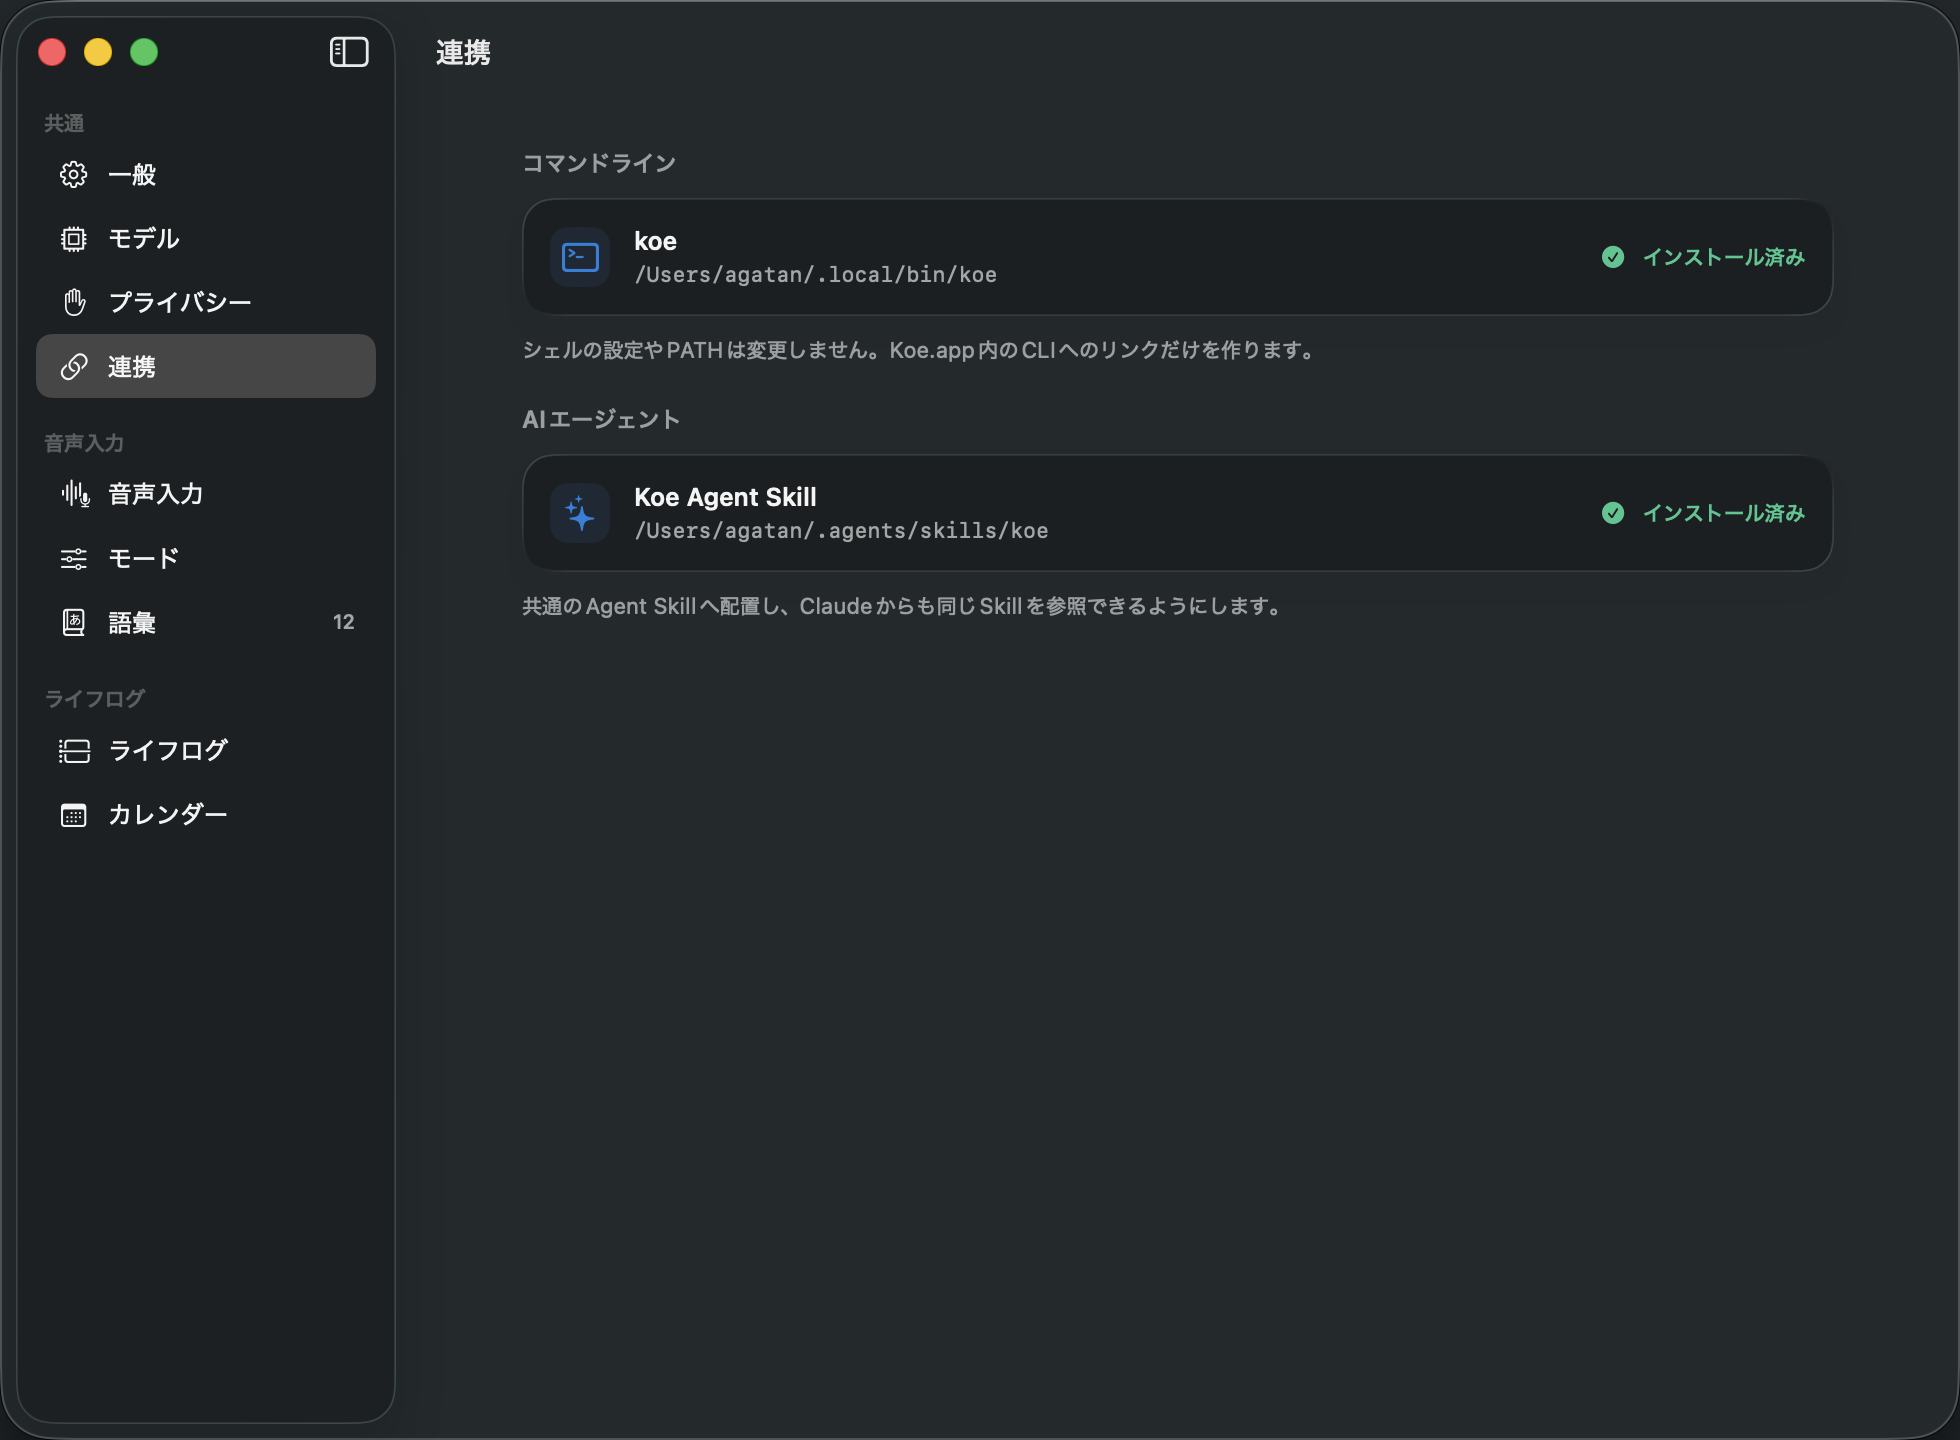 共通
一般
モデル
プライバシー
連携
音声入力
音声入力
モード
語彙 12
ライフログ
ライフログ
カレンダー
連携
コマンドライン
koe
/Users/agatan/.local/bin/koe
インストール済み
シェルの設定やPATHは変更しません。Koe.app内のCLIへのリンクだけを作ります。
AIエージェント
Koe Agent Skill
/Users/agatan/.agents/skills/koe
インストール済み
共通のAgent Skillへ配置し、Claudeからも同じSkillを参照できるようにします。